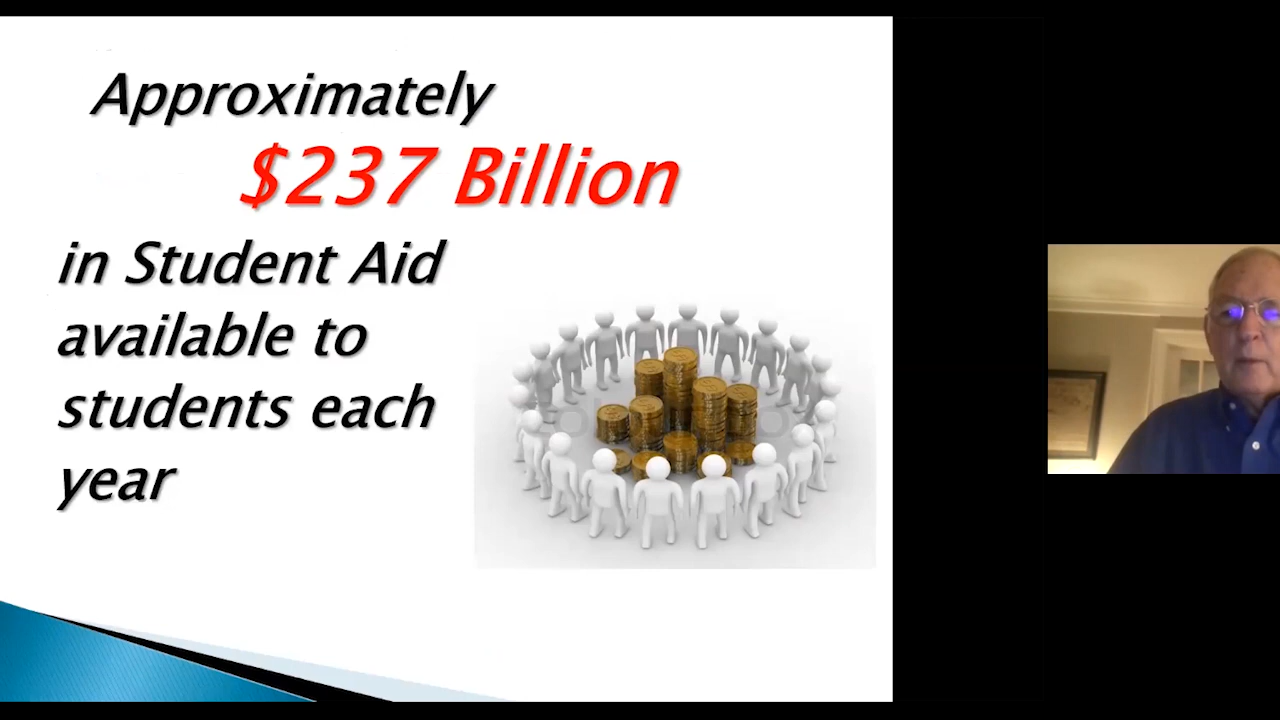 Approximately
$237 Billion
in Student Aid
available to
students each
year